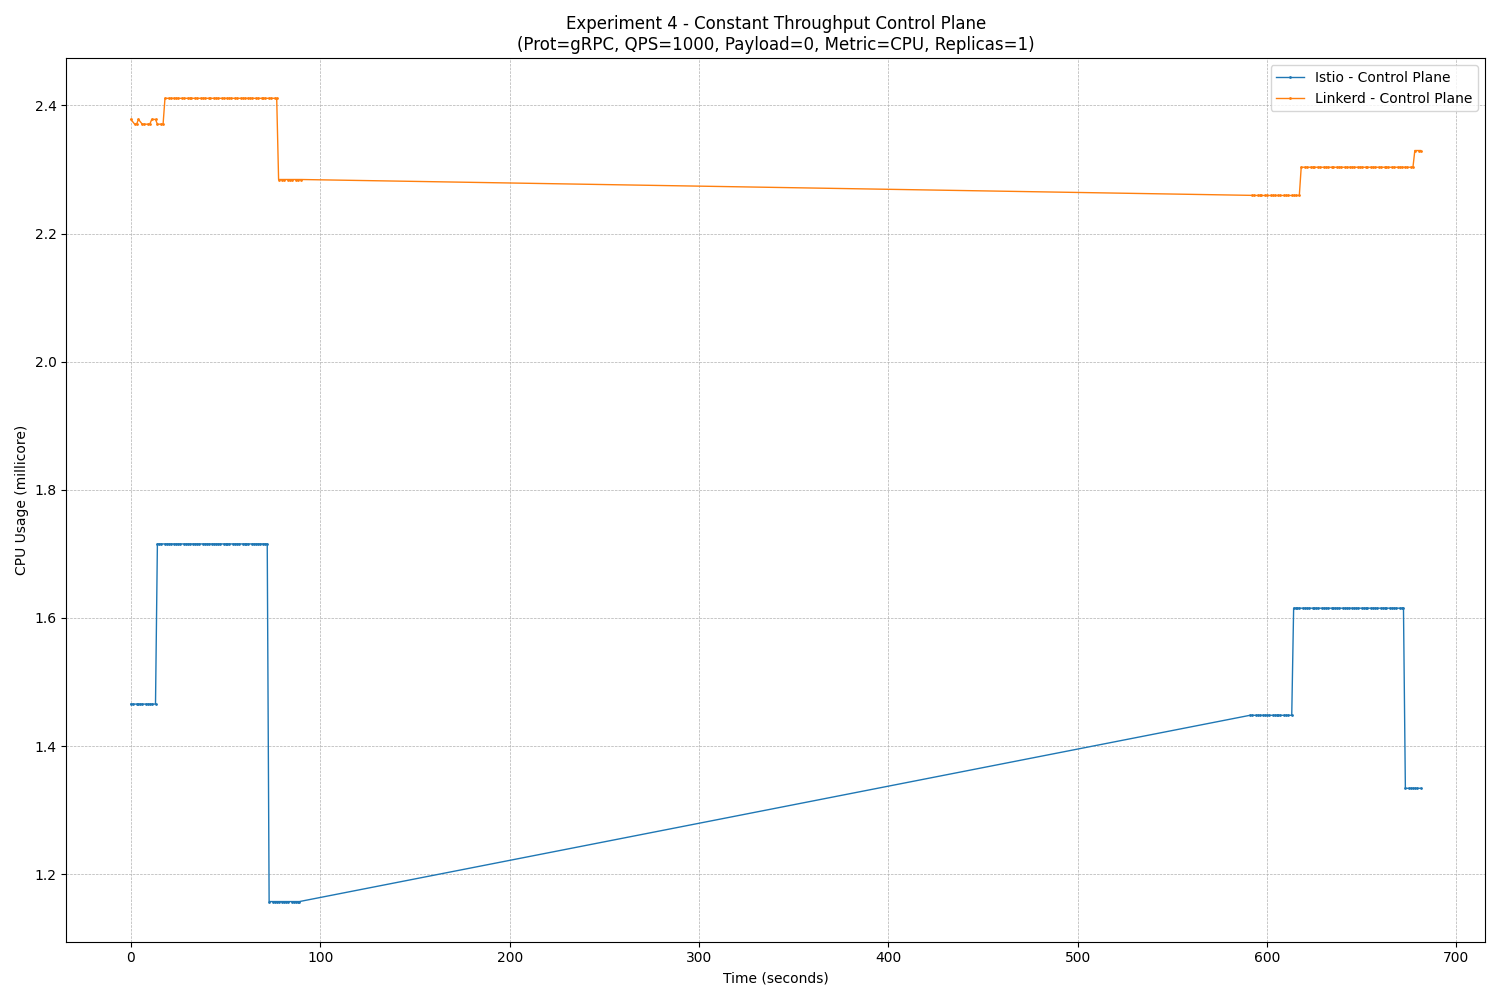 Experiment 4 - Constant Throughput Control Plane
(Prot=gRPC, QPS=1000, Payload=0, Metric=CPU, Replicas=1)
Istio - Control Plane
Linkerd - Control Plane
CPU Usage (millicore)
2.4
2.2
2.0
1.8
1.6
1.4
1.2
0 100 200 300 400 500 600 700
Time (seconds)